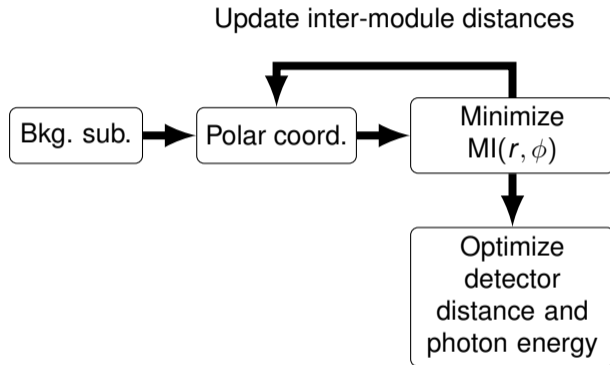 Update inter-module distances
Bkg. sub.
Polar coord.
Minimize
MI(r, ϕ)
Optimize
detector
distance and
photon energy